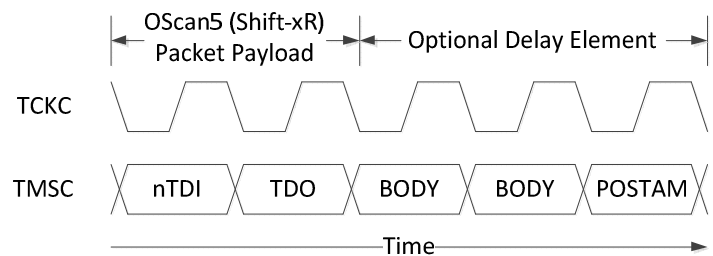 OScan5 (Shift-xR)
Packet Payload
Optional Delay Element
TCKC
TMSC
nTDI
TDO
BODY
BODY
POSTAM
Time